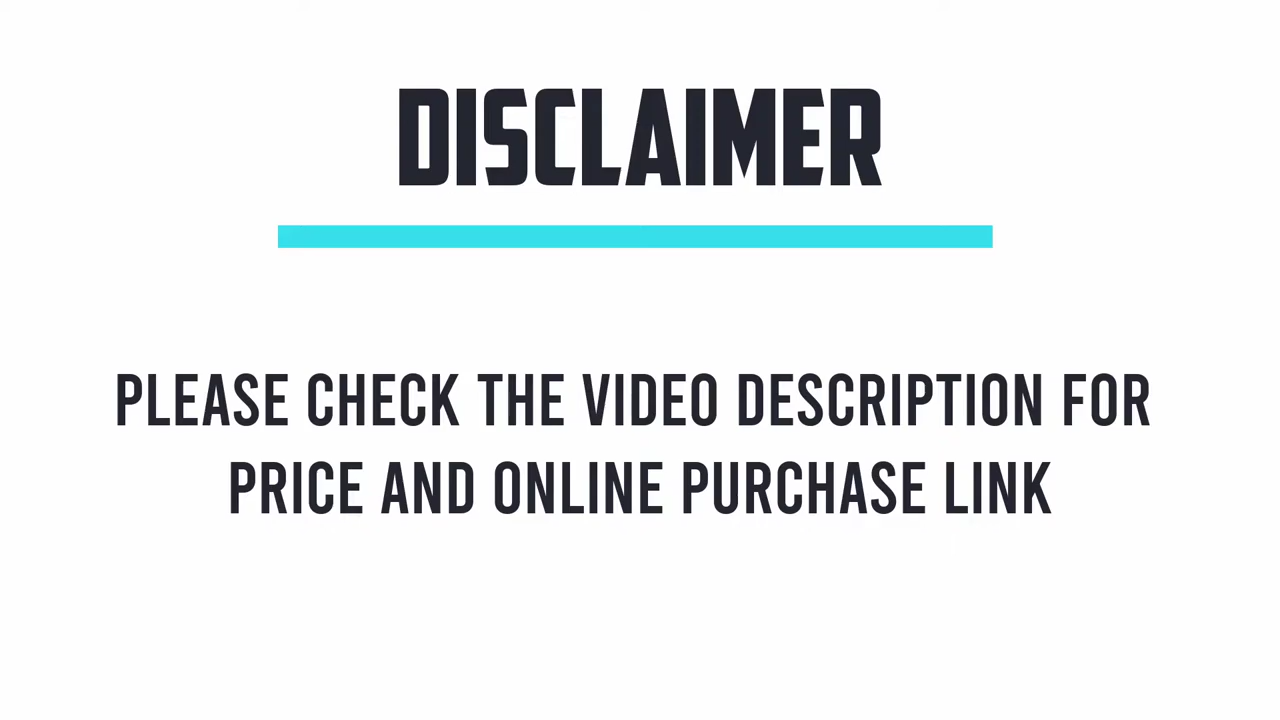 DISCLAIMER
PLEASE CHECK THE VIDEO DESCRIPTION FOR
PRICE AND ONLINE PURCHASE LINK